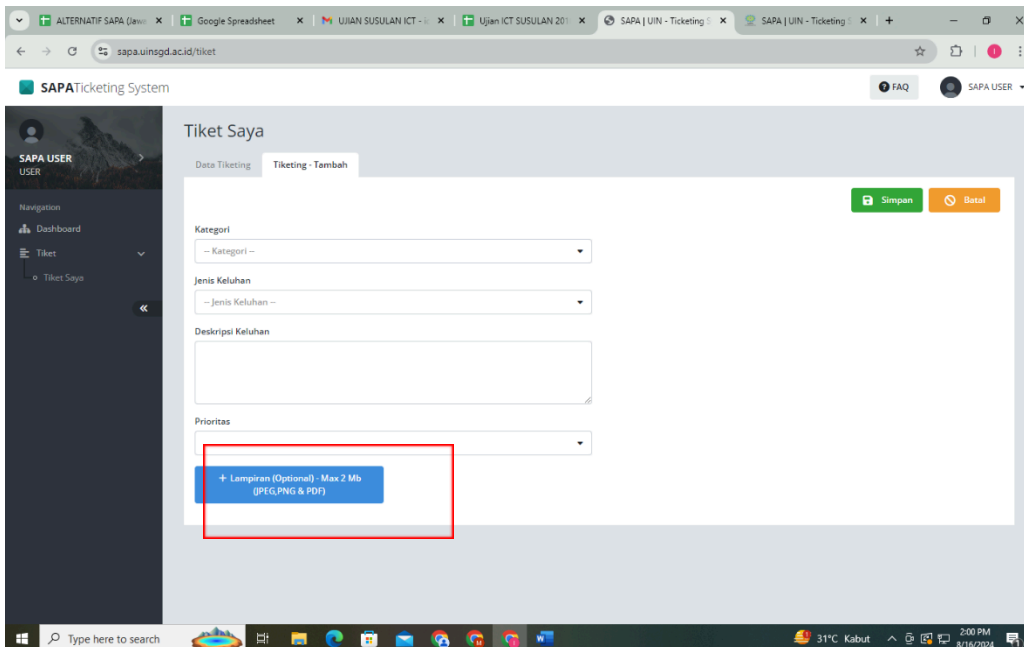 ALTERNATIF SAPA (Jawa
Google Spreadsheet
UJIAN SUSULAN ICT - i
Ujian ICT SUSULAN 201
SAPA | UIN - Ticketing S
SAPA | UIN - Ticketing S
sapa.uinsgd.ac.id/tiket
SAPATicketing System
FAQ
SAPA USER
SAPA USER
USER
Navigation
Dashboard
Tiket
Tiket Saya
Tiket Saya
Data Tiketing
Tiketing - Tambah
Simpan
Batal
Kategori
-- Kategori --
Jenis Keluhan
-- Jenis Keluhan --
Deskripsi Keluhan
Prioritas
+ Lampiran (Optional) - Max 2 Mb
(JPEG,PNG & PDF)
Type here to search
31°C Kabut
2:00 PM
8/16/2024